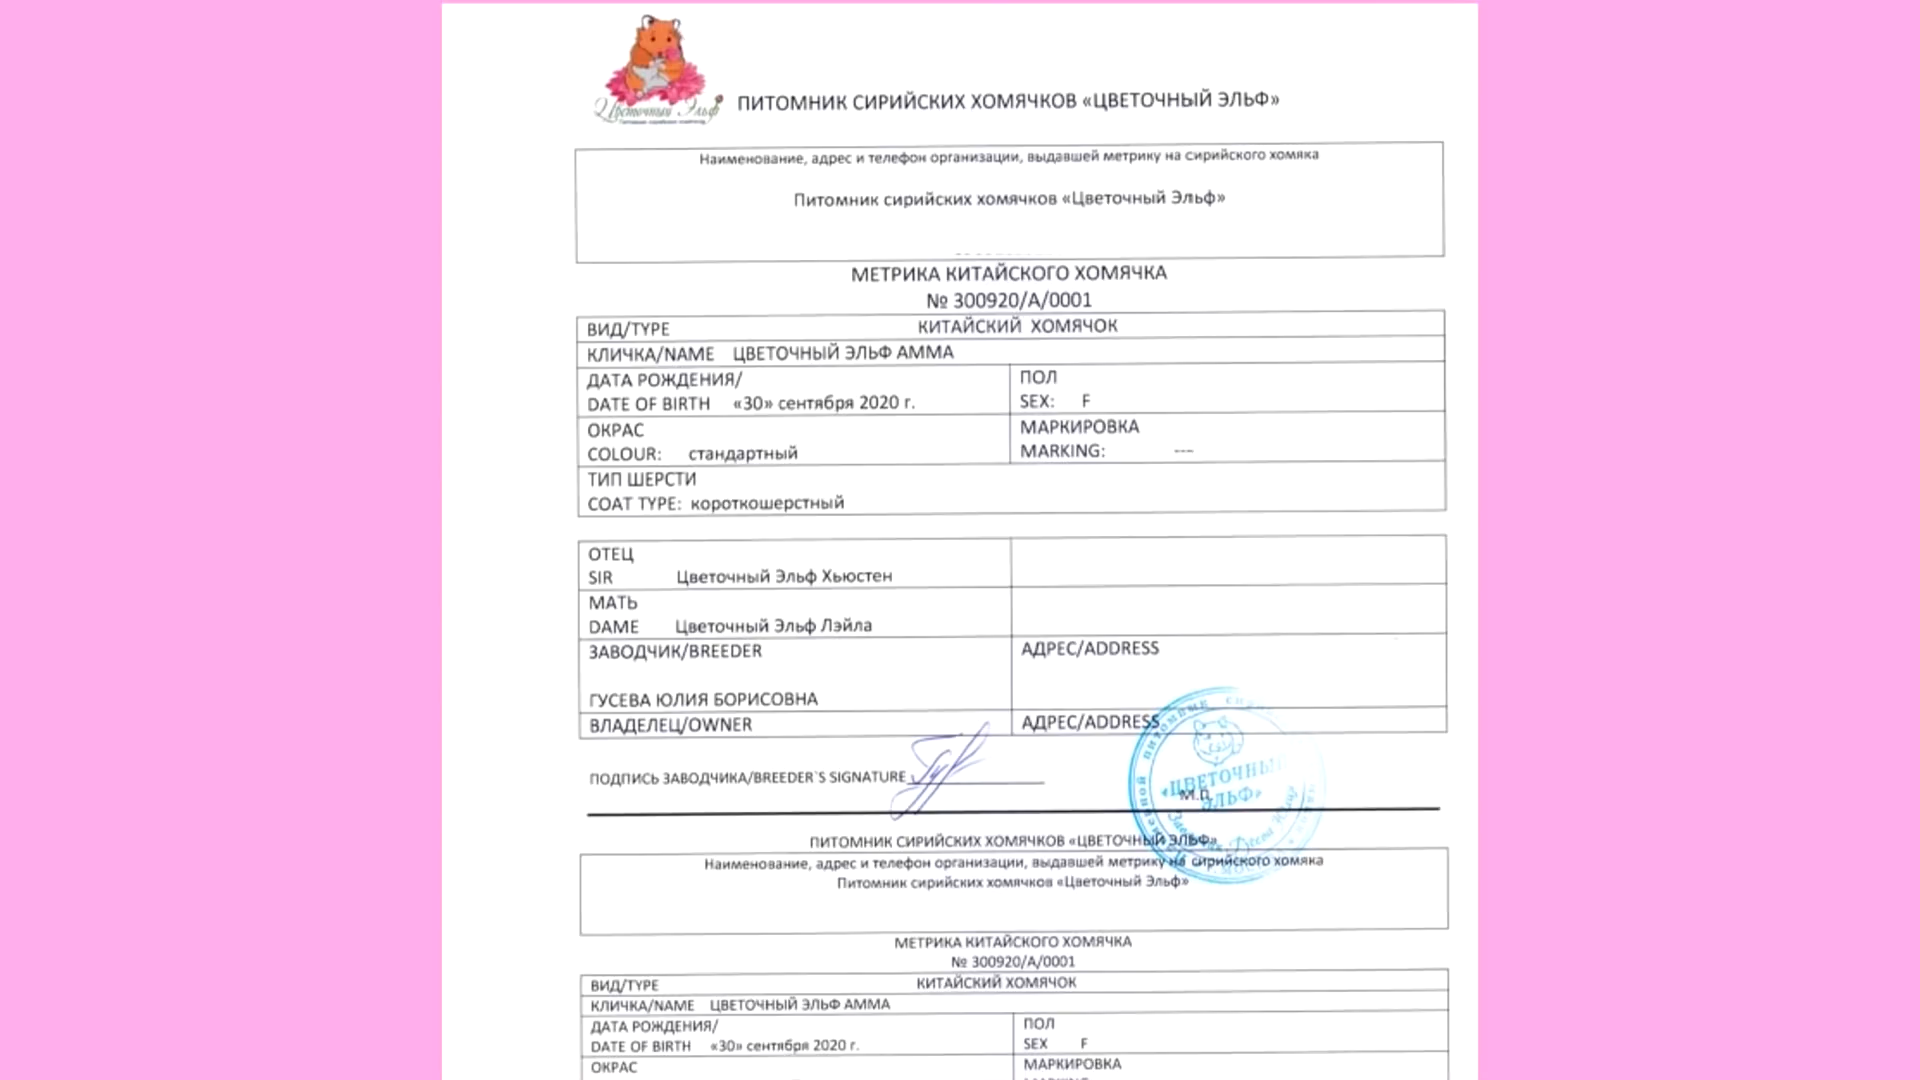 Цветочный Эльф
ПИТОМНИК СИРИЙСКИХ ХОМЯЧКОВ «ЦВЕТОЧНЫЙ ЭЛЬФ»
Наименование, адрес и телефон организации, выдавшей метрику на сирийского хомяка
Питомник сирийских хомячков «Цветочный Эльф»
МЕТРИКА КИТАЙСКОГО ХОМЯЧКА
№ 300920/А/0001
ВИД/TYPE КИТАЙСКИЙ ХОМЯЧОК
КЛИЧКА/NAME ЦВЕТОЧНЫЙ ЭЛЬФ АММА
ДАТА РОЖДЕНИЯ/ ПОЛ
DATE OF BIRTH «30» сентября 2020 г. SEX: F
ОКРАС МАРКИРОВКА
COLOUR: стандартный MARKING: ---
ТИП ШЕРСТИ
COAT TYPE: короткошерстный
ОТЕЦ
SIR Цветочный Эльф Хьюстен
МАТЬ
DAME Цветочный Эльф Лэйла
ЗАВОДЧИК/BREEDER АДРЕС/ADDRESS
ГУСЕВА ЮЛИЯ БОРИСОВНА
ВЛАДЕЛЕЦ/OWNER АДРЕС/ADDRESS
ПОДПИСЬ ЗАВОДЧИКА/BREEDER`S SIGNATURE
М.П.
«ЦВЕТОЧНЫЙ
ЭЛЬФ»
ПИТОМНИК СИРИЙСКИХ ХОМЯЧКОВ «ЦВЕТОЧНЫЙ ЭЛЬФ»
Наименование, адрес и телефон организации, выдавшей метрику на сирийского хомяка
Питомник сирийских хомячков «Цветочный Эльф»
МЕТРИКА КИТАЙСКОГО ХОМЯЧКА
№ 300920/А/0001
ВИД/TYPE КИТАЙСКИЙ ХОМЯЧОК
КЛИЧКА/NAME ЦВЕТОЧНЫЙ ЭЛЬФ АММА
ДАТА РОЖДЕНИЯ/ ПОЛ
DATE OF BIRTH «30» сентября 2020 г. SEX F
ОКРАС МАРКИРОВКА